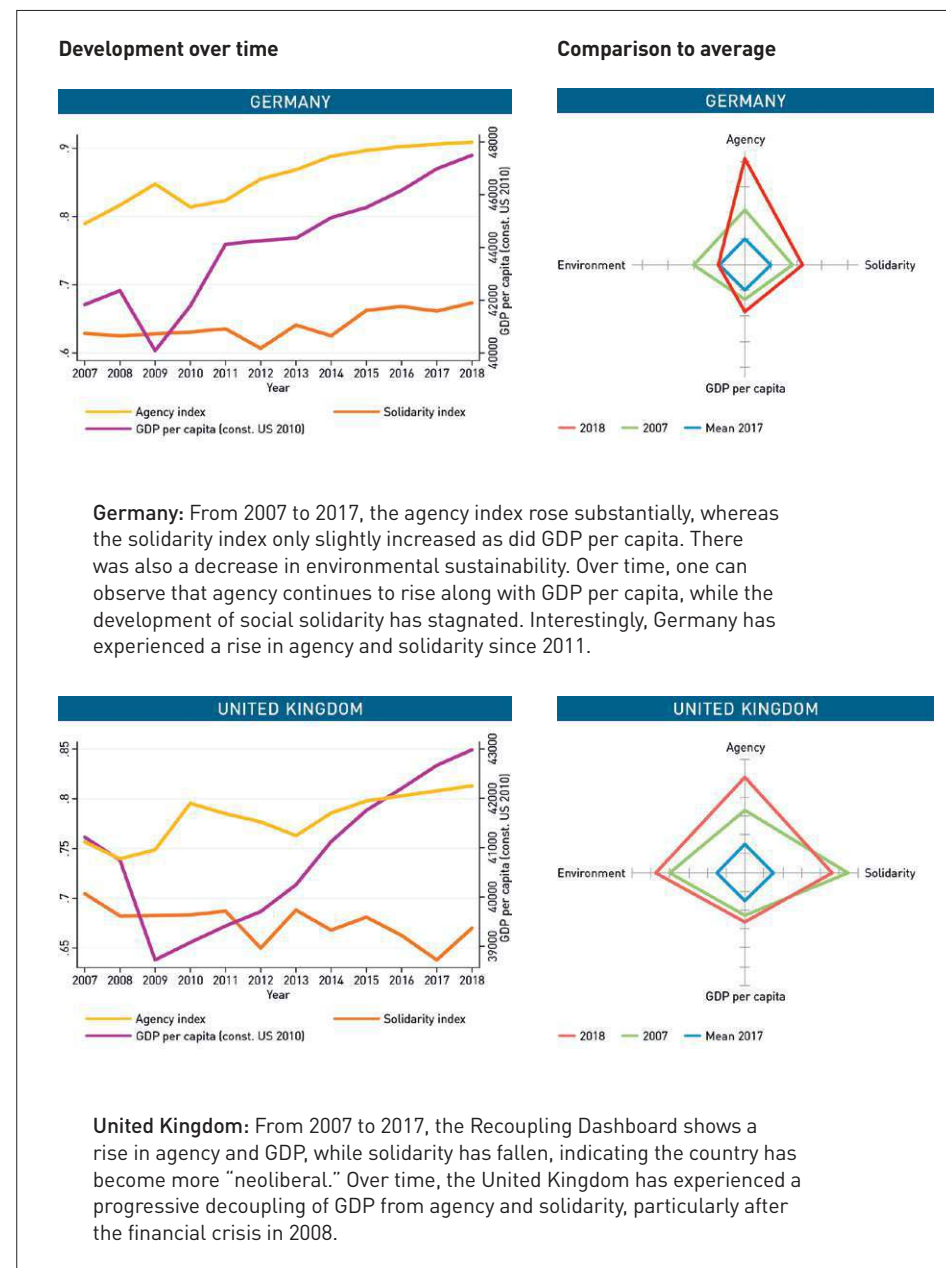 Development over time
Comparison to average
GERMANY
.9
.8
.7
.6
48000
46000
44000
42000
40000
GDP per capita (const. US 2010)
2007 2008 2009 2010 2011 2012 2013 2014 2015 2016 2017 2018
Year
Agency index
Solidarity index
GDP per capita (const. US 2010)
GERMANY
Agency
Environment
Solidarity
GDP per capita
2018 2007 Mean 2017
Germany: From 2007 to 2017, the agency index rose substantially, whereas
the solidarity index only slightly increased as did GDP per capita. There
was also a decrease in environmental sustainability. Over time, one can
observe that agency continues to rise along with GDP per capita, while the
development of social solidarity has stagnated. Interestingly, Germany has
experienced a rise in agency and solidarity since 2011.
UNITED KINGDOM
.85
.8
.75
.7
.65
43000
42000
41000
40000
39000
GDP per capita (const. US 2010)
2007 2008 2009 2010 2011 2012 2013 2014 2015 2016 2017 2018
Year
Agency index
Solidarity index
GDP per capita (const. US 2010)
UNITED KINGDOM
Agency
Environment
Solidarity
GDP per capita
2018 2007 Mean 2017
United Kingdom: From 2007 to 2017, the Recoupling Dashboard shows a
rise in agency and GDP, while solidarity has fallen, indicating the country has
become more “neoliberal.” Over time, the United Kingdom has experienced a
progressive decoupling of GDP from agency and solidarity, particularly after
the financial crisis in 2008.